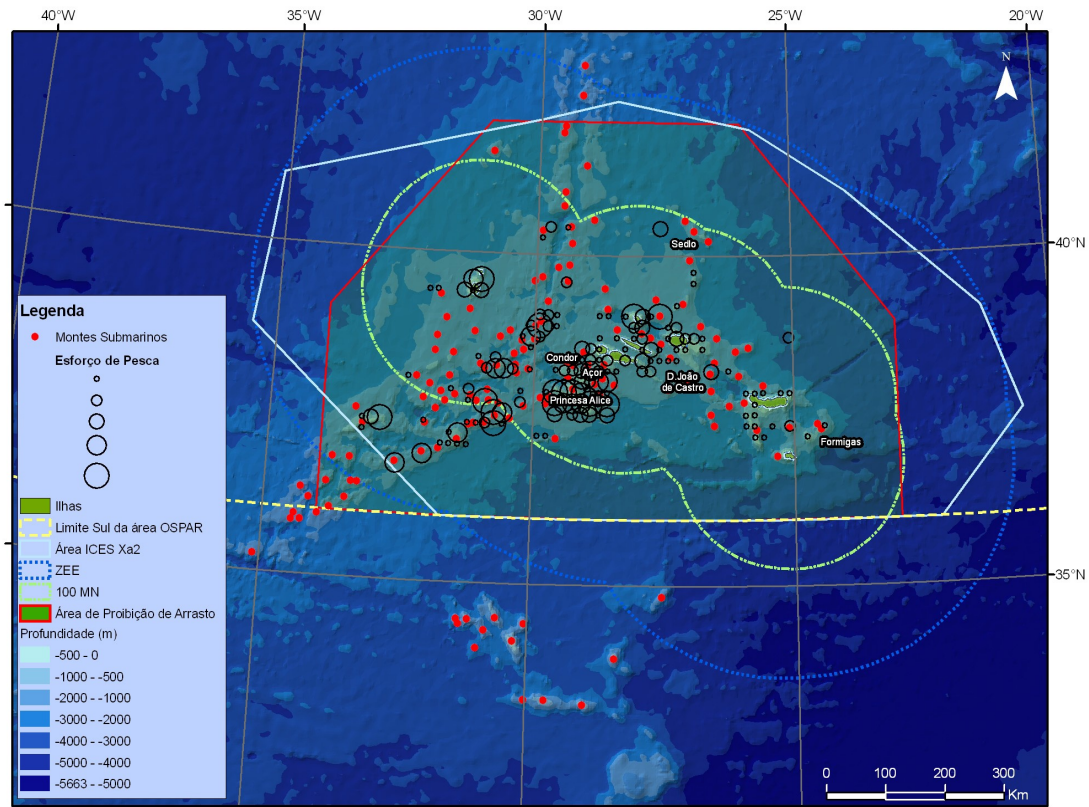 40°W
35°W
30°W
25°W
20°W
N
40°N
Sedlo
Legenda
Montes Submarinos
Esforço de Pesca
Condor
Açor
D.João
de Castro
Princesa Alice
Formigas
Ilhas
Limite Sul da área OSPAR
Área ICES Xa2
ZEE
35°N
100 MN
Área de Proibição de Arrasto
Profundidade (m)
-500 - 0
-1000 - -500
-2000 - -1000
-3000 - -2000
-4000 - -3000
-5000 - -4000
-5663 - -5000
0 100 200 300
Km